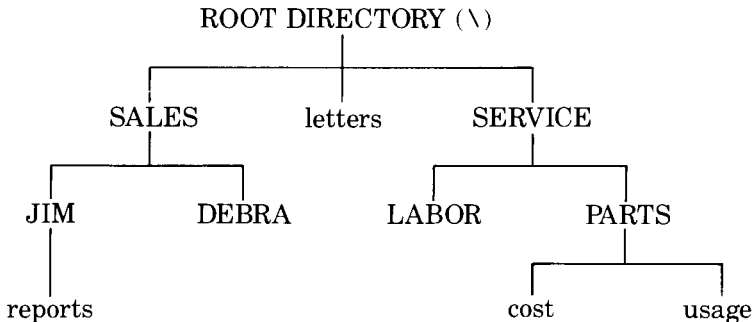 ROOT DIRECTORY (\)
SALES letters SERVICE
JIM DEBRA LABOR PARTS
reports cost usage